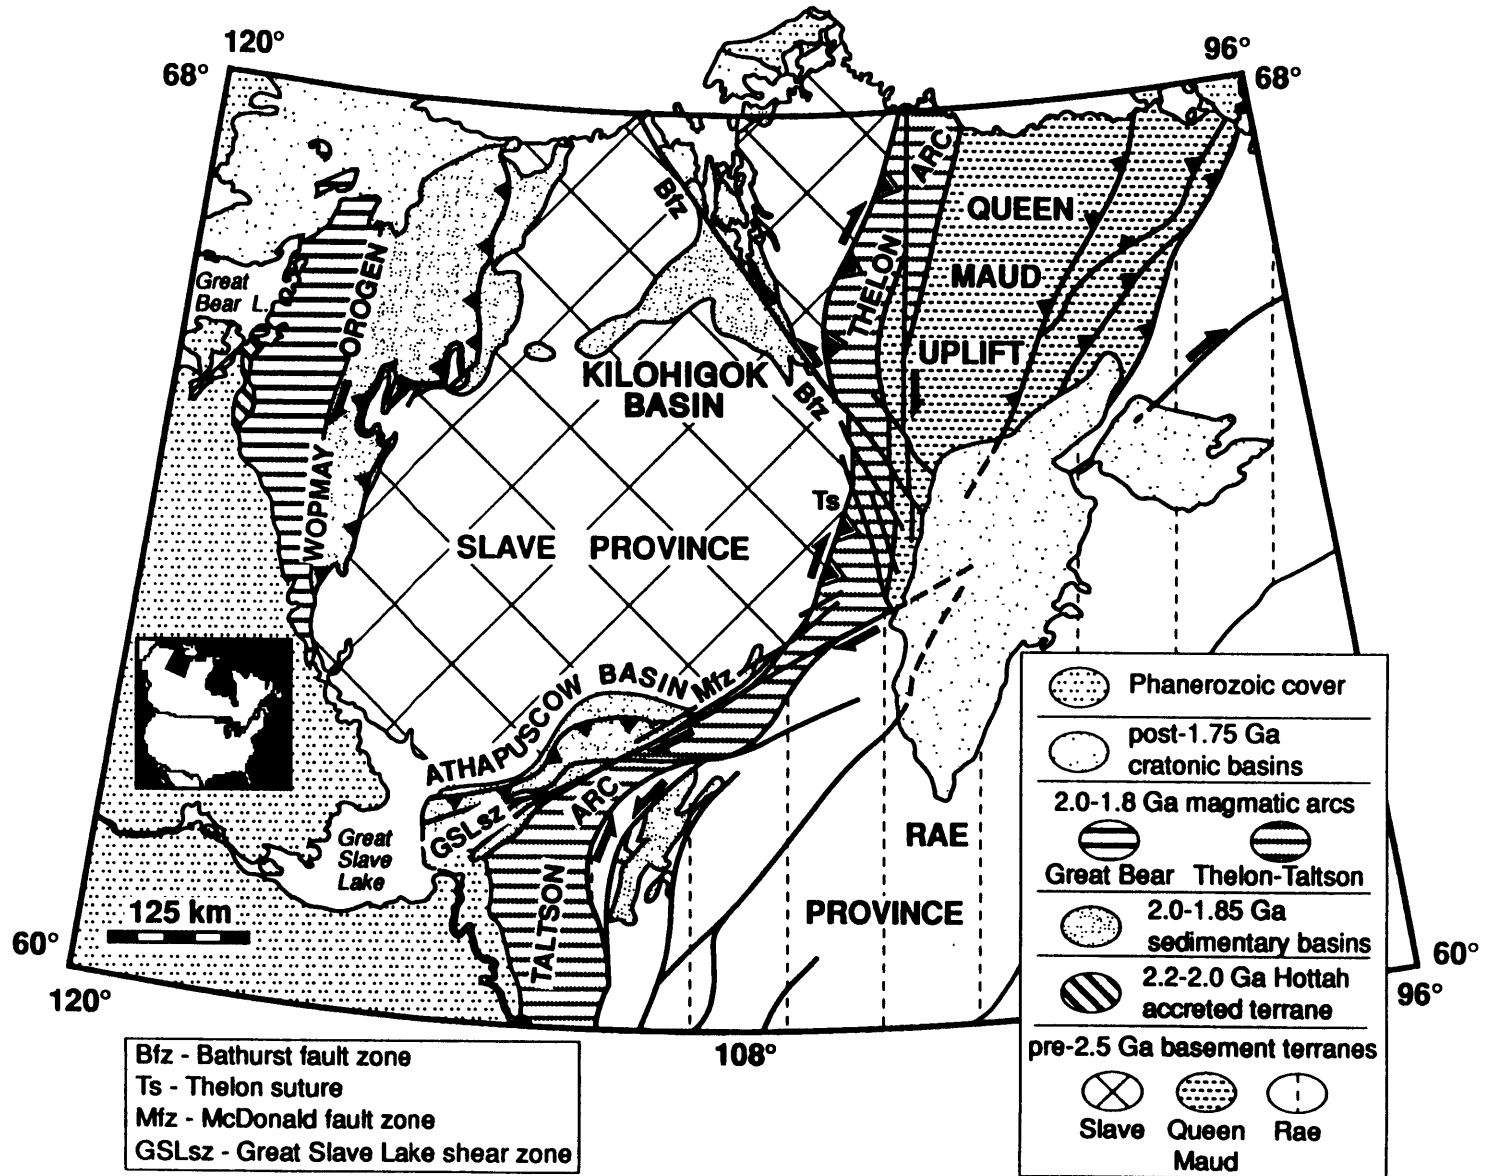 120°
68°
96°
68°
Great
Bear L.
WOPMAY OROGEN
Bfz
KILOHIGOK
BASIN
Bfz
THELON ARC
QUEEN
MAUD
UPLIFT
Ts
SLAVE PROVINCE
ATHAPUSCOW BASIN
Mfz
GSLsz
TALTSON ARC
Great
Slave
Lake
RAE
PROVINCE
125 km
60°
120°
108°
60°
96°
Phanerozoic cover
post-1.75 Ga
cratonic basins
2.0-1.8 Ga magmatic arcs
Great Bear Thelon-Taltson
2.0-1.85 Ga
sedimentary basins
2.2-2.0 Ga Hottah
accreted terrane
pre-2.5 Ga basement terranes
Slave Queen Rae
Maud
Bfz - Bathurst fault zone
Ts - Thelon suture
Mfz - McDonald fault zone
GSLsz - Great Slave Lake shear zone